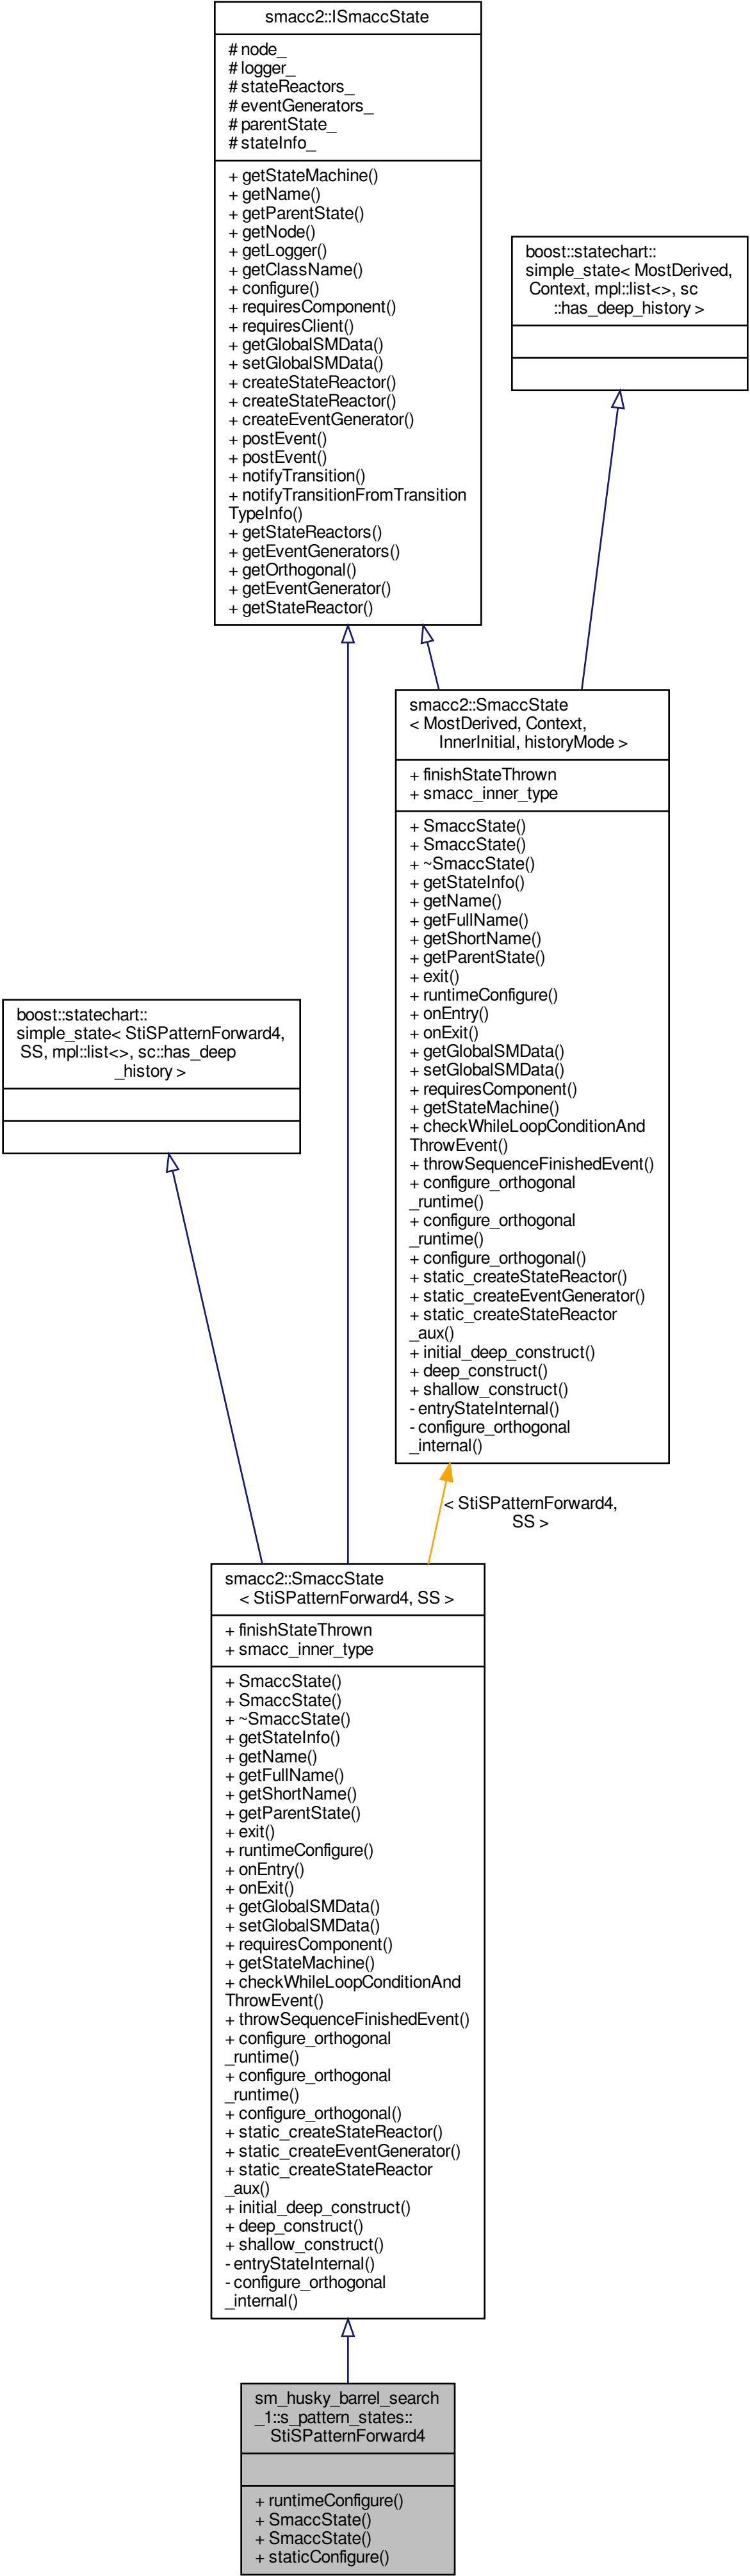 smacc2::ISmaccState
# node_
# logger_
# stateReactors_
# eventGenerators_
# parentState_
# stateInfo_
+ getStateMachine()
+ getName()
+ getParentState()
+ getNode()
+ getLogger()
+ getClassName()
+ configure()
+ requiresComponent()
+ requiresClient()
+ getGlobalSMData()
+ setGlobalSMData()
+ createStateReactor()
+ createStateReactor()
+ createEventGenerator()
+ postEvent()
+ postEvent()
+ notifyTransition()
+ notifyTransitionFromTransition
TypeInfo()
+ getStateReactors()
+ getEventGenerators()
+ getOrthogonal()
+ getEventGenerator()
+ getStateReactor()
boost::statechart::
simple_state< MostDerived,
Context, mpl::list<>, sc
::has_deep_history >
smacc2::SmaccState
< MostDerived, Context,
InnerInitial, historyMode >
+ finishStateThrown
+ smacc_inner_type
+ SmaccState()
+ SmaccState()
+ ~SmaccState()
+ getStateInfo()
+ getName()
+ getFullName()
+ getShortName()
+ getParentState()
+ exit()
+ runtimeConfigure()
+ onEntry()
+ onExit()
+ getGlobalSMData()
+ setGlobalSMData()
+ requiresComponent()
+ getStateMachine()
+ checkWhileLoopConditionAnd
ThrowEvent()
+ throwSequenceFinishedEvent()
+ configure_orthogonal
_runtime()
+ configure_orthogonal
_runtime()
+ configure_orthogonal()
+ static_createStateReactor()
+ static_createEventGenerator()
+ static_createStateReactor
_aux()
+ initial_deep_construct()
+ deep_construct()
+ shallow_construct()
- entryStateInternal()
- configure_orthogonal
_internal()
boost::statechart::
simple_state< StiSPatternForward4,
SS, mpl::list<>, sc::has_deep
_history >
< StiSPatternForward4,
SS >
smacc2::SmaccState
< StiSPatternForward4, SS >
+ finishStateThrown
+ smacc_inner_type
+ SmaccState()
+ SmaccState()
+ ~SmaccState()
+ getStateInfo()
+ getName()
+ getFullName()
+ getShortName()
+ getParentState()
+ exit()
+ runtimeConfigure()
+ onEntry()
+ onExit()
+ getGlobalSMData()
+ setGlobalSMData()
+ requiresComponent()
+ getStateMachine()
+ checkWhileLoopConditionAnd
ThrowEvent()
+ throwSequenceFinishedEvent()
+ configure_orthogonal
_runtime()
+ configure_orthogonal
_runtime()
+ configure_orthogonal()
+ static_createStateReactor()
+ static_createEventGenerator()
+ static_createStateReactor
_aux()
+ initial_deep_construct()
+ deep_construct()
+ shallow_construct()
- entryStateInternal()
- configure_orthogonal
_internal()
sm_husky_barrel_search
_1::s_pattern_states::
StiSPatternForward4
+ runtimeConfigure()
+ SmaccState()
+ SmaccState()
+ staticConfigure()